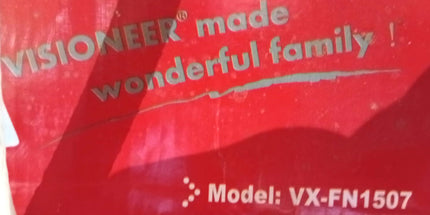 VISIONEER® made
wonderful family!
Model: VX-FN1507